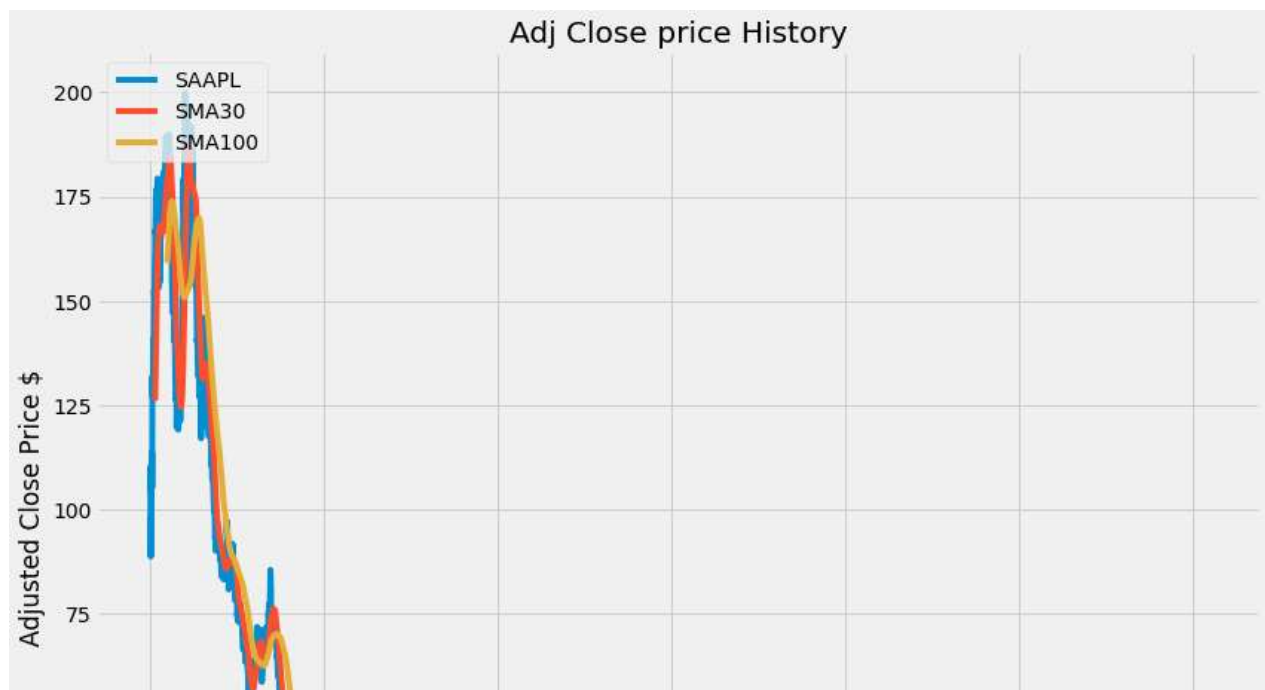 Adj Close price History
SAAPL
SMA30
SMA100
200
175
150
125
100
75
Adjusted Close Price $